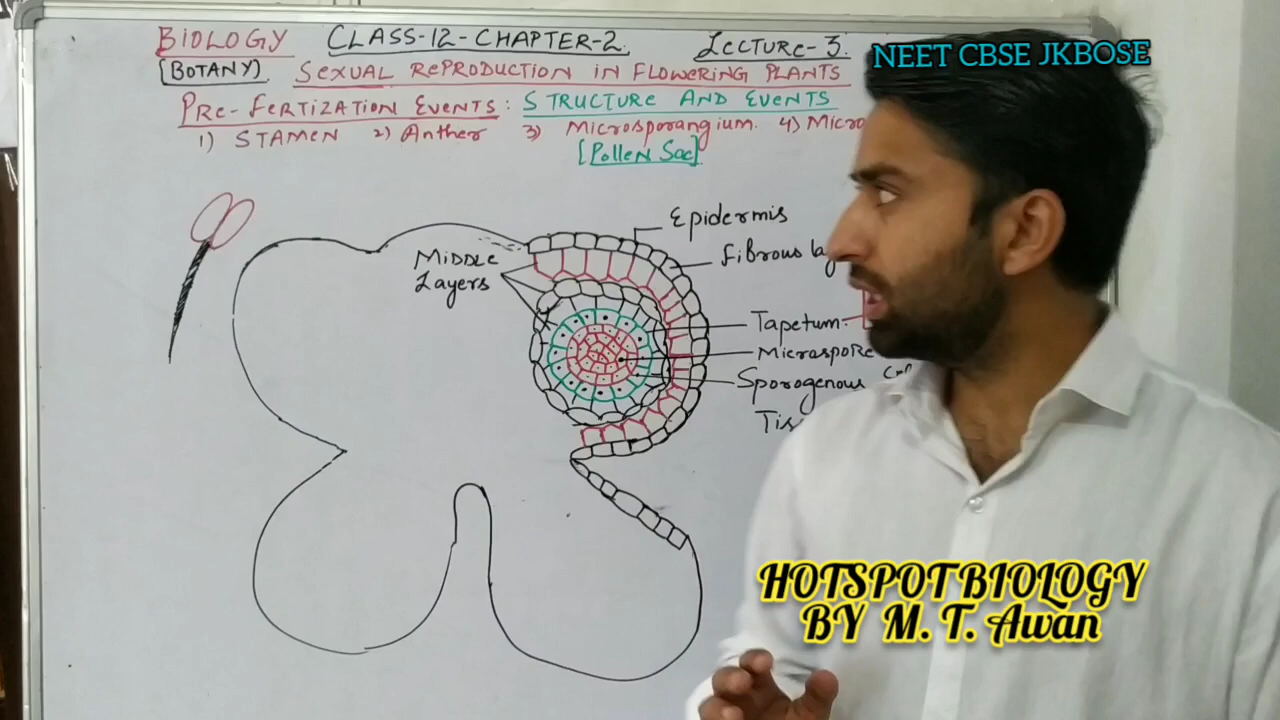 BIOLOGY CLASS-12-CHAPTER-2. LECTURE-3.
NEET CBSE JKBOSE
[BOTANY] SEXUAL REPRODUCTION IN FLOWERING PLANTS
PRE-FERTIZATION EVENTS: STRUCTURE AND EVENTS
1) STAMEN 2) Anther 3) Microsporangium. 4) Micro
[Pollen Sac]
Epidermis
MIDDLE
Layers
Fibrous
Tapetum.
Microspore
Sporogenous
HOTSPOT BIOLOGY
BY M. T. Awan